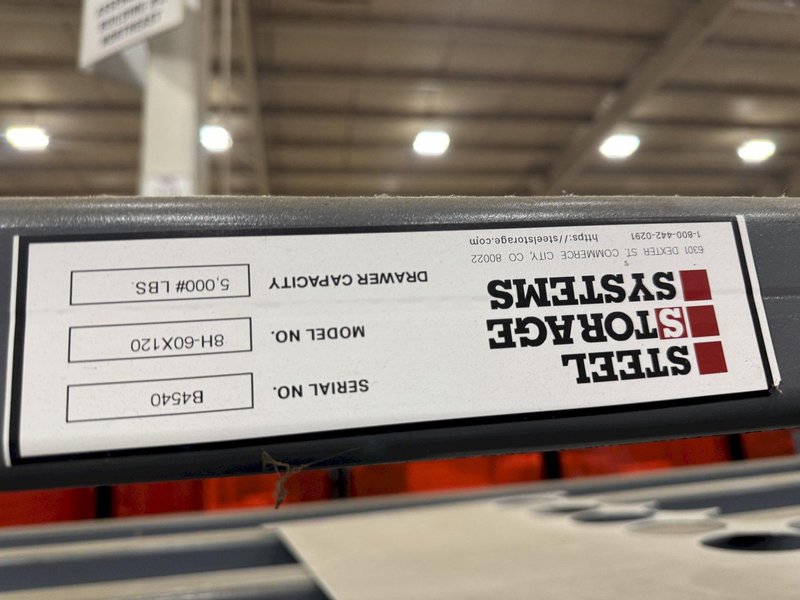 STEEL
STORAGE
SYSTEMS
6301 DEXTER ST. COMMERCE CITY, CO 80022
1-800-442-0291 https://steelstorage.com
SERIAL NO. B4540
MODEL NO. 8H-60X120
DRAWER CAPACITY 5,000# LBS.